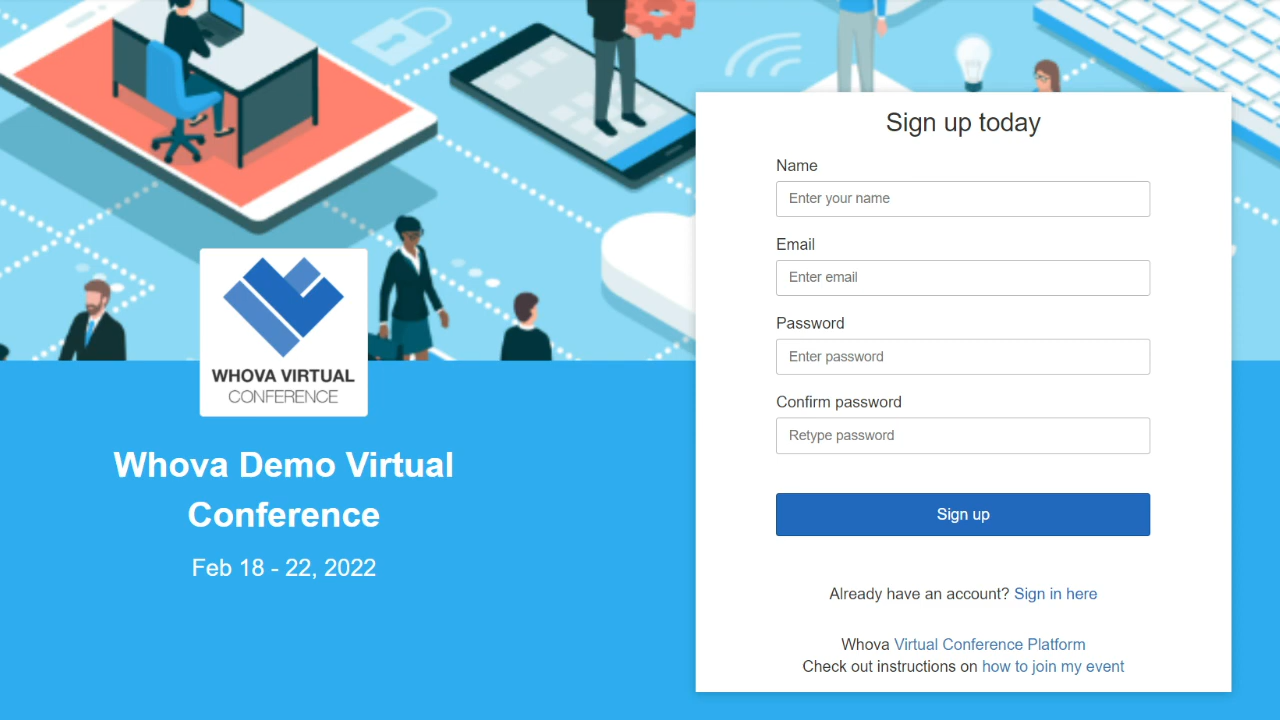 WHOVA VIRTUAL
CONFERENCE
Whova Demo Virtual
Conference
Feb 18 - 22, 2022
Sign up today
Name
Enter your name
Email
Enter email
Password
Enter password
Confirm password
Retype password
Sign up
Already have an account? Sign in here
Whova Virtual Conference Platform
Check out instructions on how to join my event